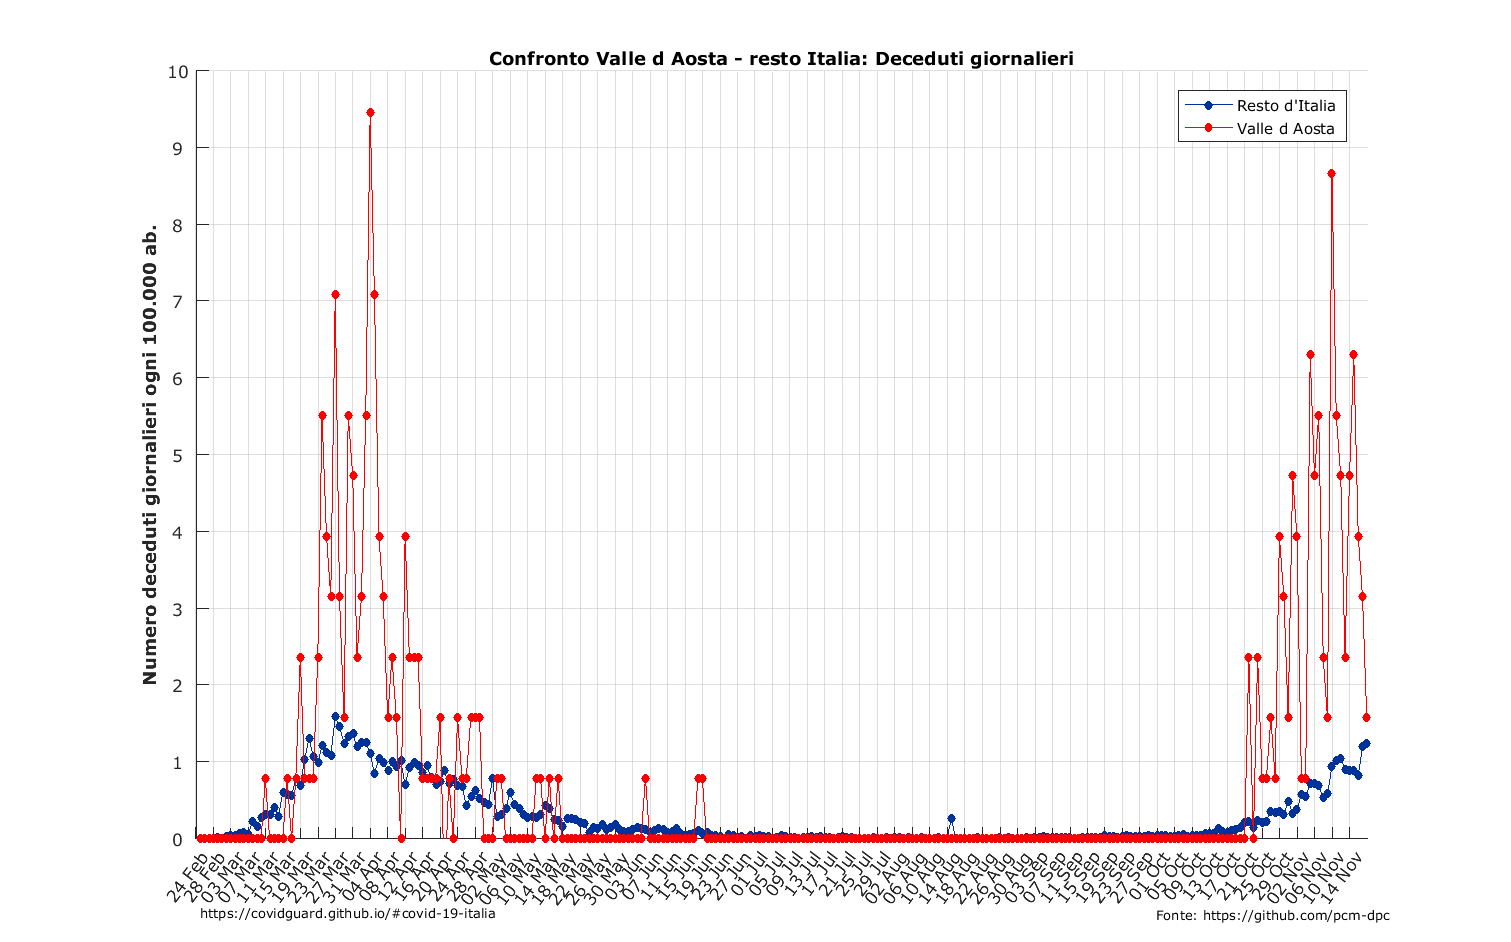 Confronto Valle d Aosta - resto Italia: Deceduti giornalieri
Resto d'Italia
Valle d Aosta
Numero deceduti giornalieri ogni 100.000 ab.
10
9
8
7
6
5
4
3
2
1
0
24 Feb
28 Feb
03 Mar
07 Mar
11 Mar
15 Mar
19 Mar
23 Mar
27 Mar
31 Mar
04 Apr
08 Apr
12 Apr
16 Apr
20 Apr
24 Apr
28 Apr
02 May
06 May
10 May
14 May
18 May
22 May
26 May
30 May
03 Jun
07 Jun
11 Jun
15 Jun
19 Jun
23 Jun
27 Jun
01 Jul
05 Jul
09 Jul
13 Jul
17 Jul
21 Jul
25 Jul
29 Jul
02 Aug
06 Aug
10 Aug
14 Aug
18 Aug
22 Aug
26 Aug
30 Aug
03 Sep
07 Sep
11 Sep
15 Sep
19 Sep
23 Sep
27 Sep
01 Oct
05 Oct
09 Oct
13 Oct
17 Oct
21 Oct
25 Oct
29 Oct
02 Nov
06 Nov
10 Nov
14 Nov
https://covidguard.github.io/#covid-19-italia
Fonte: https://github.com/pcm-dpc